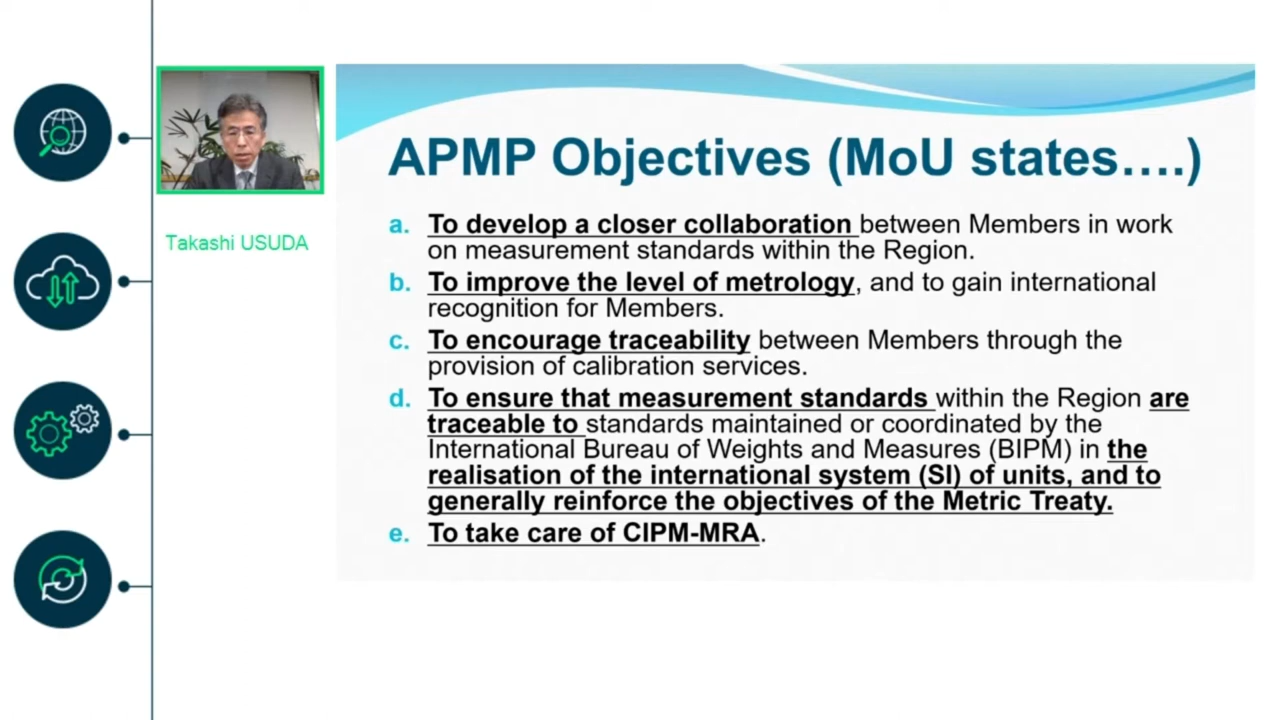 Takashi USUDA
APMP Objectives (MoU states….)
a. To develop a closer collaboration between Members in work
on measurement standards within the Region.
b. To improve the level of metrology, and to gain international
recognition for Members.
c. To encourage traceability between Members through the
provision of calibration services.
d. To ensure that measurement standards within the Region are
traceable to standards maintained or coordinated by the
International Bureau of Weights and Measures (BIPM) in the
realisation of the international system (SI) of units, and to
generally reinforce the objectives of the Metric Treaty.
e. To take care of CIPM-MRA.